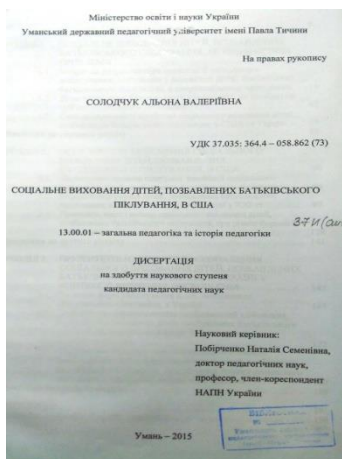 Міністерство освіти і науки України
Уманський державний педагогічний університет імені Павла Тичини
На правах рукопису
СОЛОДЧУК АЛЬОНА ВАЛЕРІЇВНА
УДК 37.035: 364.4 – 058.862 (73)
СОЦІАЛЬНЕ ВИХОВАННЯ ДІТЕЙ, ПОЗБАВЛЕНИХ БАТЬКІВСЬКОГО
ПІКЛУВАННЯ, В США
13.00.01 – загальна педагогіка та історія педагогіки
ДИСЕРТАЦІЯ
на здобуття наукового ступеня
кандидата педагогічних наук
Науковий керівник:
Побірченко Наталія Семенівна,
доктор педагогічних наук,
професор, член-кореспондент
НАПН України
Умань – 2015